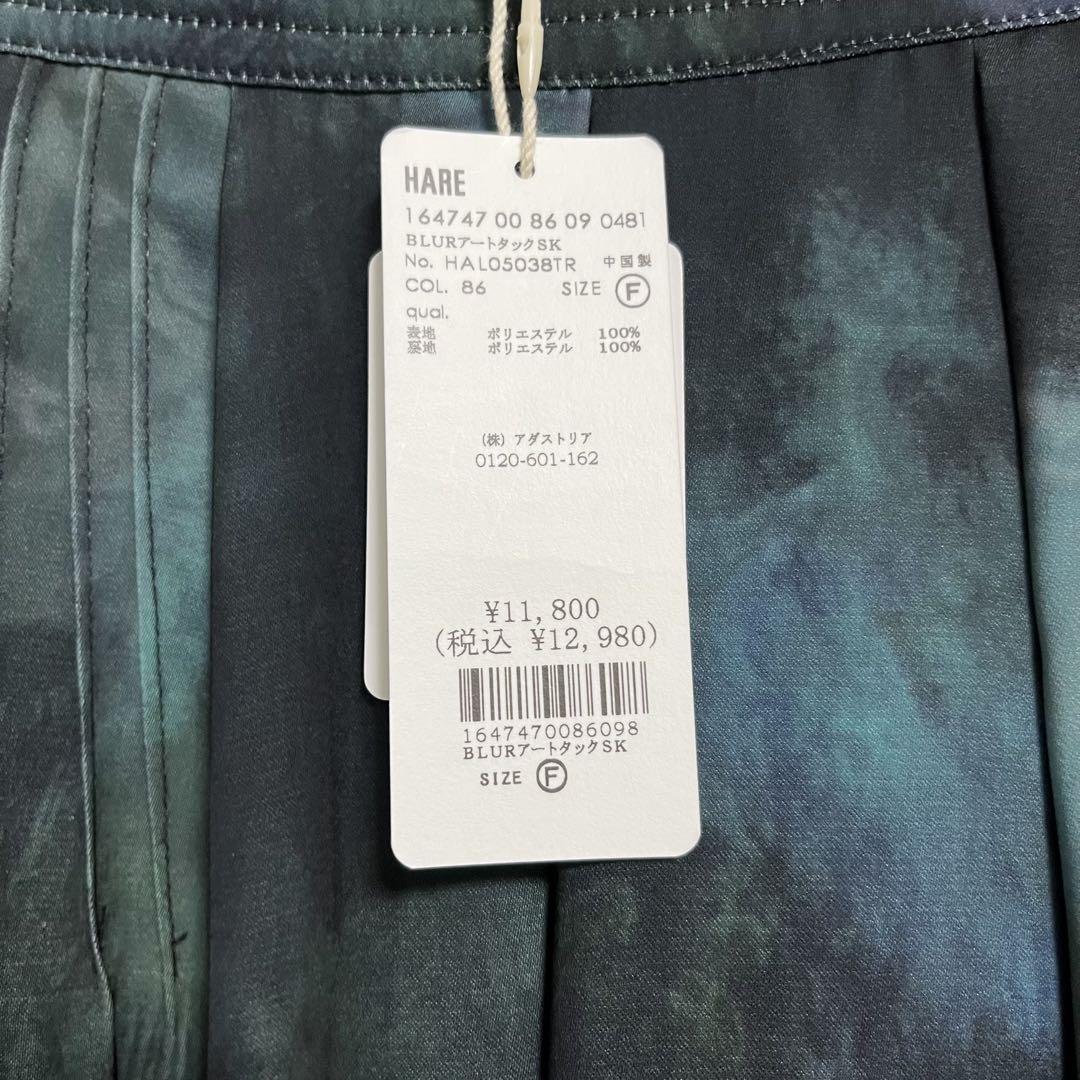 HARE
164747 00 86 09 0481
BLURアートタックSK
No. HAL05038TR 中国製
COL. 86 SIZE F
qual.
表地 ポリエステル 100%
裏地 ポリエステル 100%
(株) アダストリア
0120-601-162
¥11,800
(税込 ¥12,980)
1647470086098
BLURアートタックSK
SIZE F